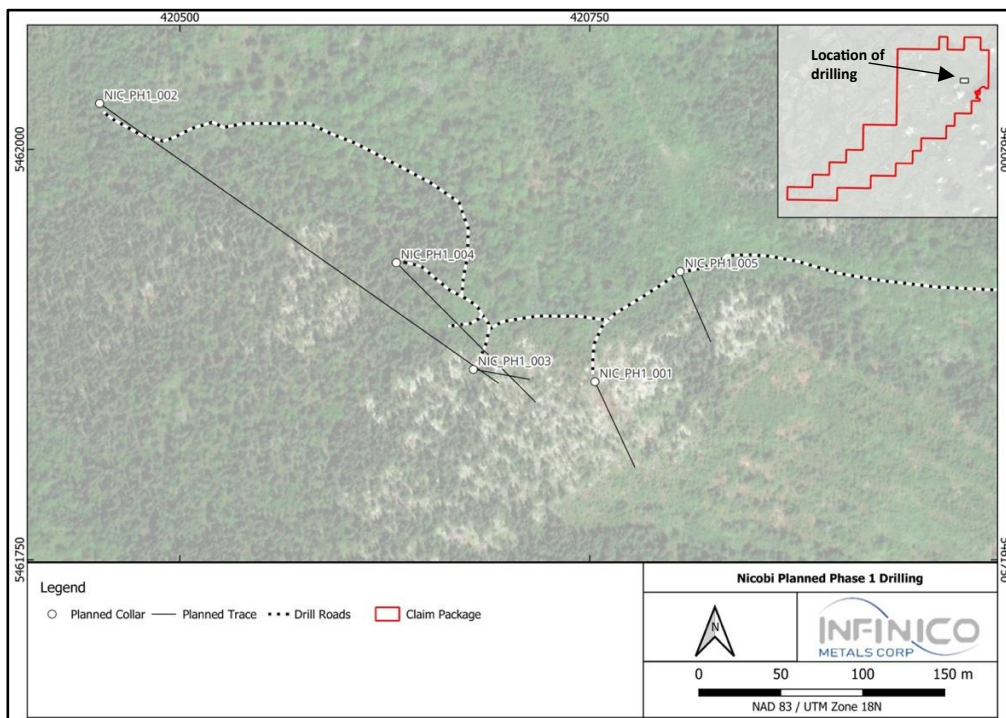 420500
420750
Location of
drilling
NIC_PH1_002
5462000
5462000
NIC_PH1_004
NIC_PH1_005
NIC_PH1_003
NIC_PH1_001
5461750
5461750
Legend
Planned Collar
Planned Trace
Drill Roads
Claim Package
Nicobi Planned Phase 1 Drilling
N
INFINICO
METALS CORP
0 50 100 150 m
NAD 83 / UTM Zone 18N